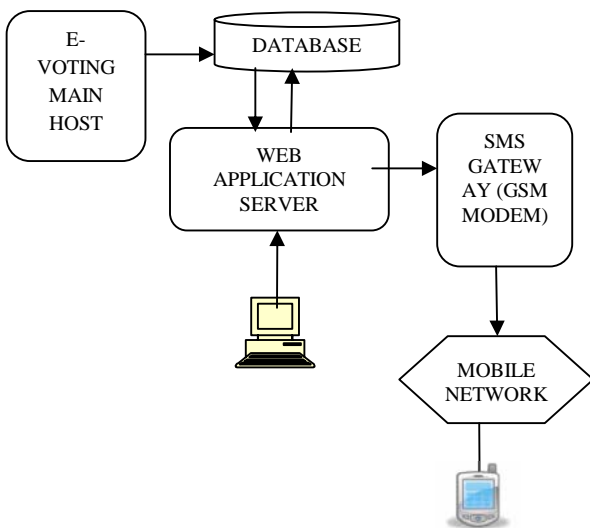 E-
VOTING
MAIN
HOST
DATABASE
WEB
APPLICATION
SERVER
SMS
GATEW
AY (GSM
MODEM)
MOBILE
NETWORK